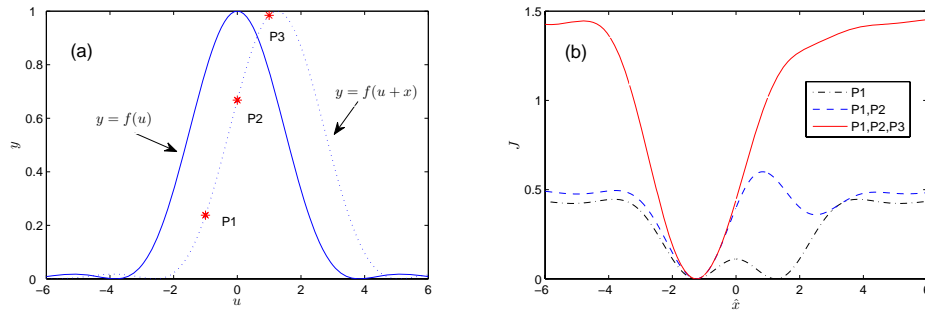 (a)
P3
P2
P1
y = f(u)
y = f(u + x)
y
1
0.8
0.6
0.4
0.2
0
−6
−4
−2
0
2
4
6
u
(b)
P1
P1,P2
P1,P2,P3
J
1.5
1
0.5
0
−6
−4
−2
0
2
4
6
x̂